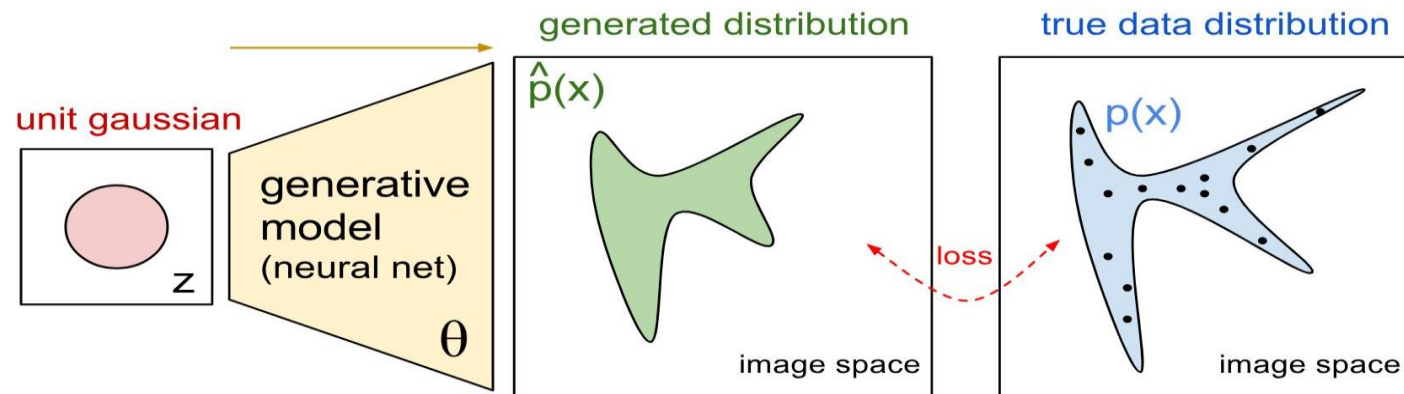 unit gaussian
z
generative
model
(neural net)
θ
generated distribution
p̂(x)
image space
loss
true data distribution
p(x)
image space